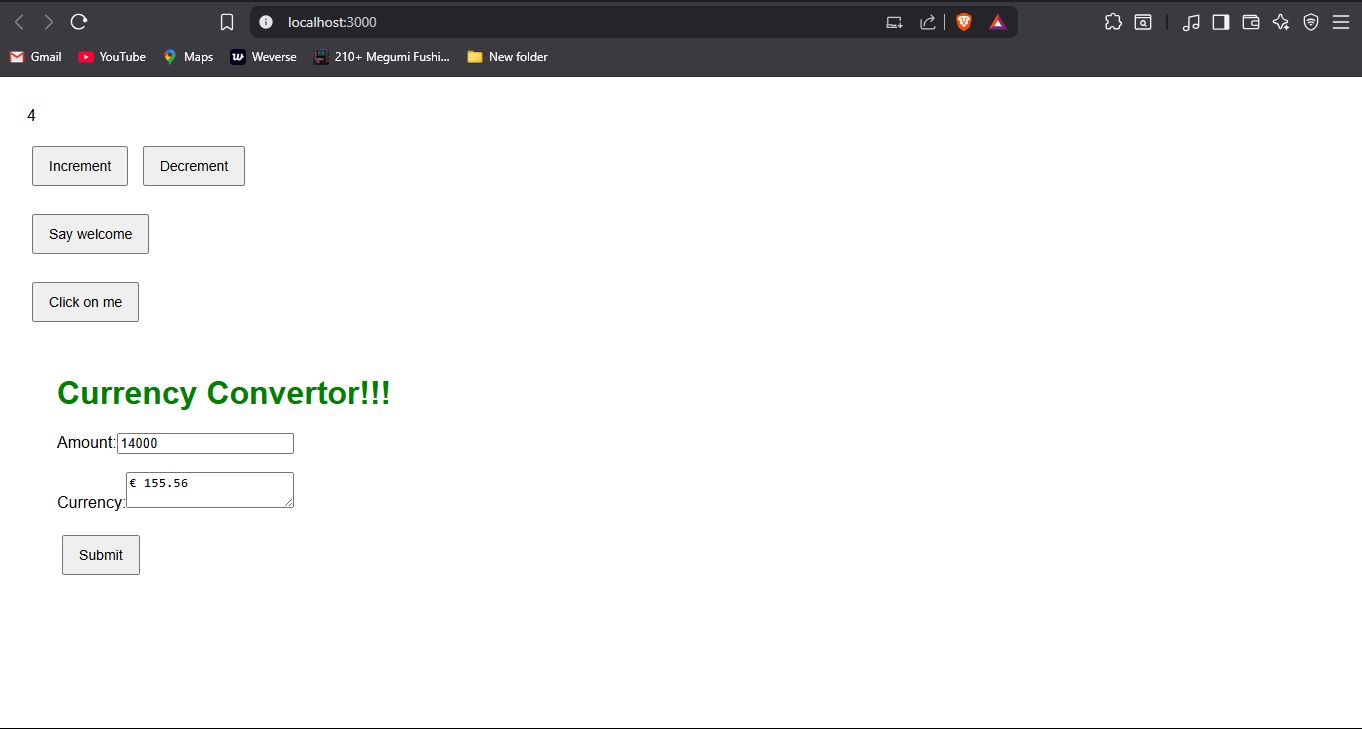 localhost:3000
Gmail YouTube Maps Weverse 210+ Megumi Fushi... New folder
4
Increment Decrement
Say welcome
Click on me
Currency Convertor!!!
Amount: 14000
Currency: € 155.56
Submit